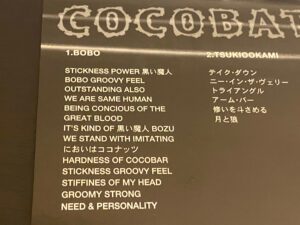 COCOBAT
1.BOBO
STICKNESS POWER 黒い魔人
BOBO GROOVY FEEL
OUTSTANDING ALSO
WE ARE SAME HUMAN
BEING CONCIOUS OF THE
GREAT BLOOD
IT'S KIND OF 黒い魔人 BOZU
WE STAND WITH IMITATING
においはココナッツ
HARDNESS OF COCOBAR
STICKNESS GROOVY FEEL
STIFFINES OF MY HEAD
GROOMY STRONG
NEED & PERSONALITY
2.TSUKIOOKAMI
テイク・ダウン
ニー・イン・ザ・ヴェリー
トライアングル
アーム・バー
修いを斗さめる
月と狼